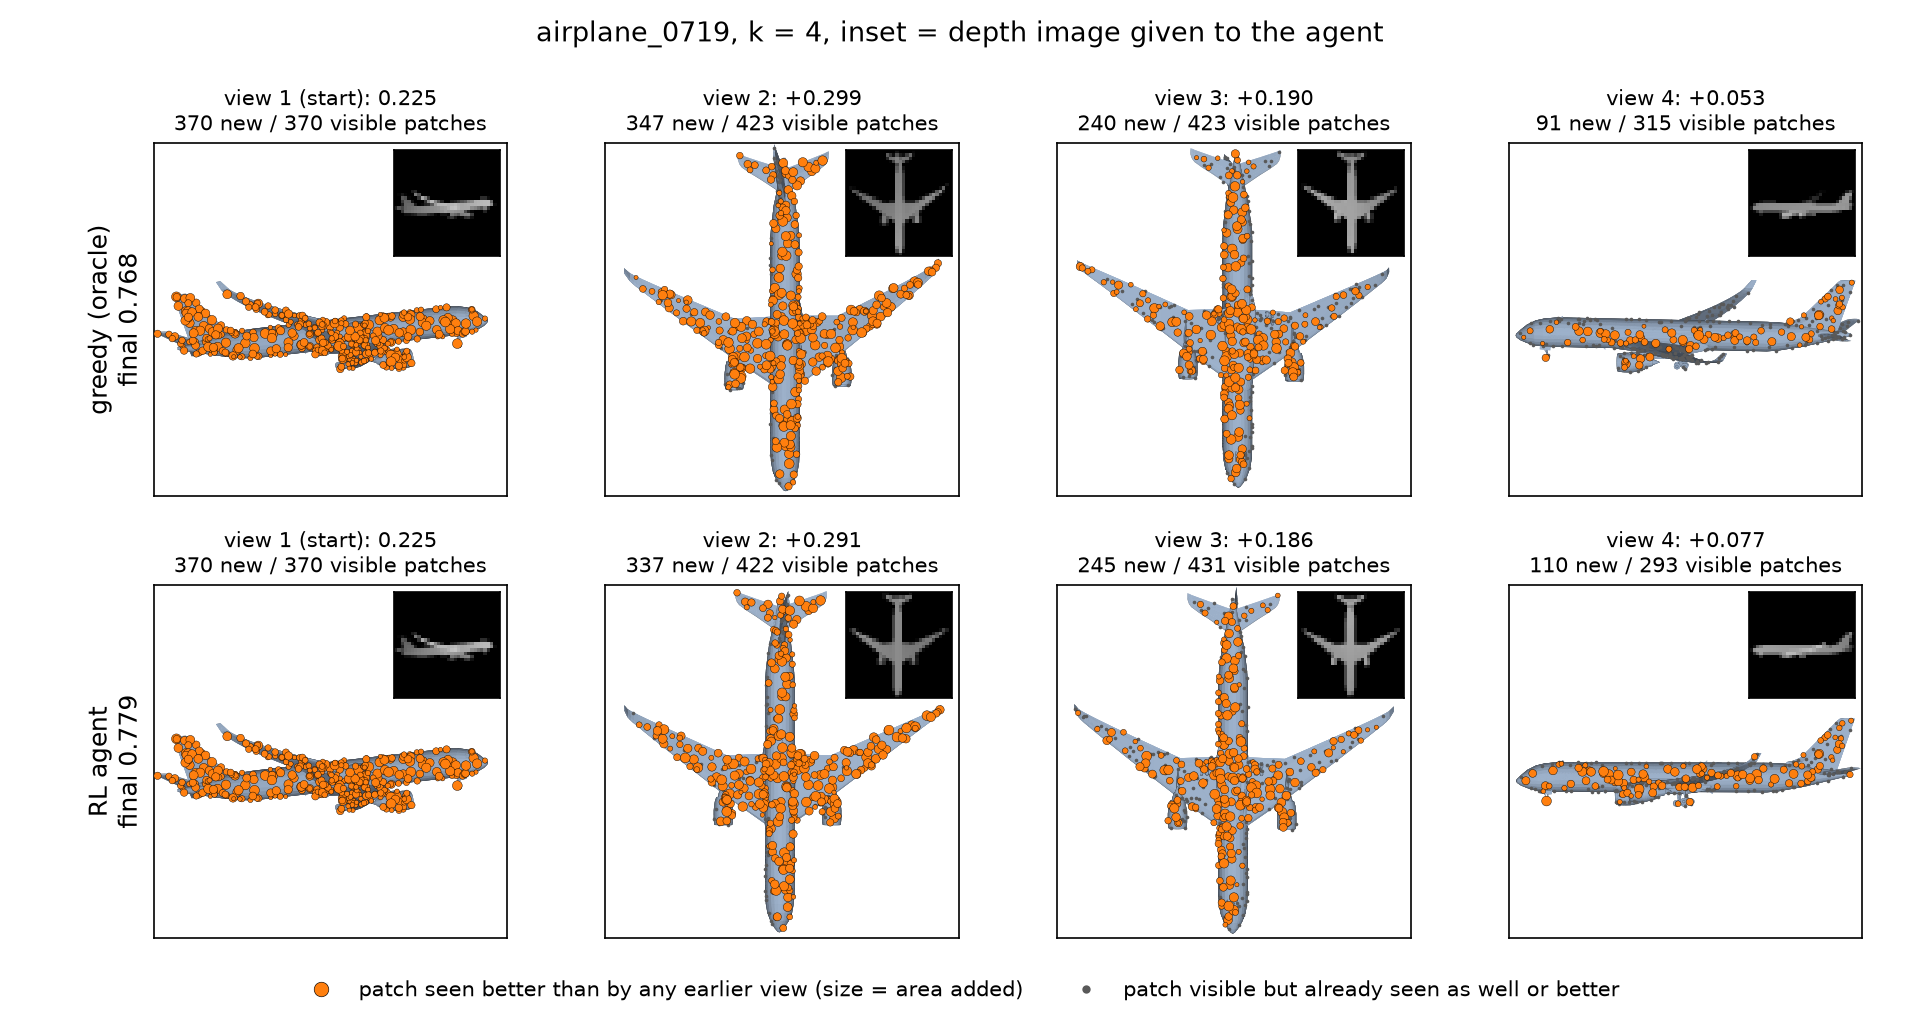 airplane_0719, k = 4, inset = depth image given to the agent
greedy (oracle)
final 0.768
view 1 (start): 0.225
370 new / 370 visible patches
view 2: +0.299
347 new / 423 visible patches
view 3: +0.190
240 new / 423 visible patches
view 4: +0.053
91 new / 315 visible patches
RL agent
final 0.779
view 1 (start): 0.225
370 new / 370 visible patches
view 2: +0.291
337 new / 422 visible patches
view 3: +0.186
245 new / 431 visible patches
view 4: +0.077
110 new / 293 visible patches
patch seen better than by any earlier view (size = area added)
patch visible but already seen as well or better